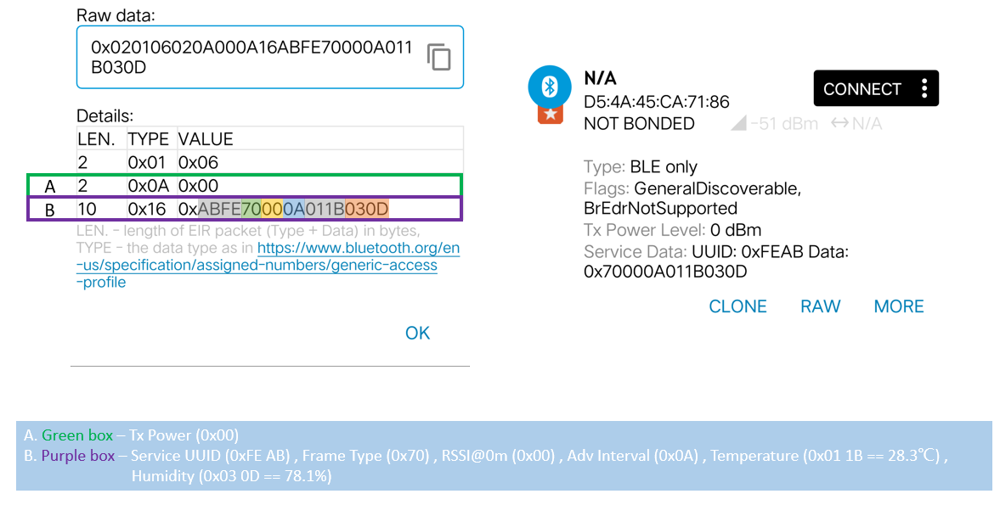 Raw data:
0x020106020A000A16ABFE70000A011
B030D
Details:
LEN. TYPE VALUE
2 0x01 0x06
A 2 0x0A 0x00
B 10 0x16 0xABFE70000A011B030D
LEN. - length of EIR packet (Type + Data) in bytes,
TYPE - the data type as in https://www.bluetooth.org/en
-us/specification/assigned-numbers/generic-access
-profile
OK
N/A
CONNECT
D5:4A:45:CA:71:86
NOT BONDED -51 dBm N/A
Type: BLE only
Flags: GeneralDiscoverable,
BrEdrNotSupported
Tx Power Level: 0 dBm
Service Data: UUID: 0xFEAB Data:
0x70000A011B030D
CLONE RAW MORE
A. Green box – Tx Power (0x00)
B. Purple box – Service UUID (0xFE AB) , Frame Type (0x70) , RSSI@0m (0x00) , Adv Interval (0x0A) , Temperature (0x01 1B == 28.3℃) ,
Humidity (0x03 0D == 78.1%)